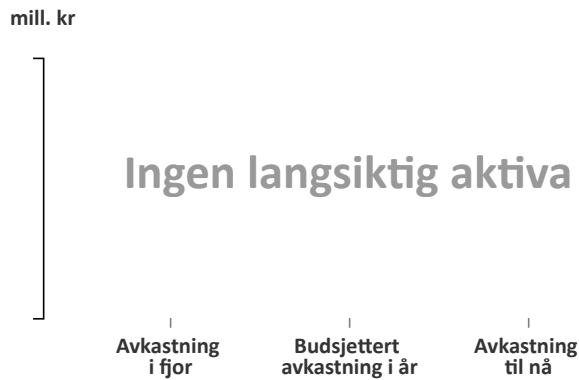 mill. kr
Ingen langsiktig aktiva
Avkastning
i fjor
Budsjettert
avkastning i år
Avkastning
til nå